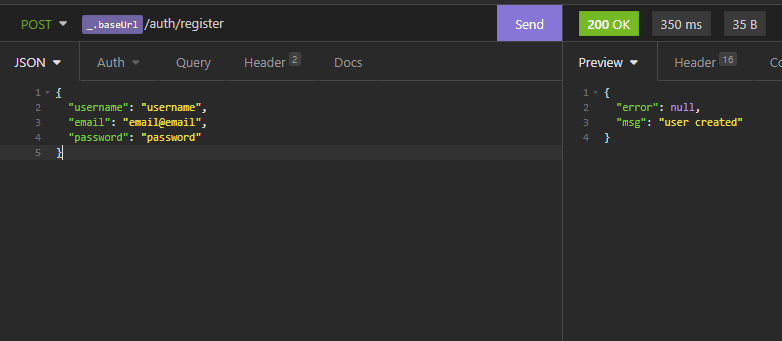 POST _.baseUrl /auth/register Send 200 OK 350 ms 35 B
JSON Auth Query Header 2 Docs Preview Header 16 Co
1 {
2 "username": "username",
3 "email": "email@email",
4 "password": "password"
5 }
1 {
2 "error": null,
3 "msg": "user created"
4 }